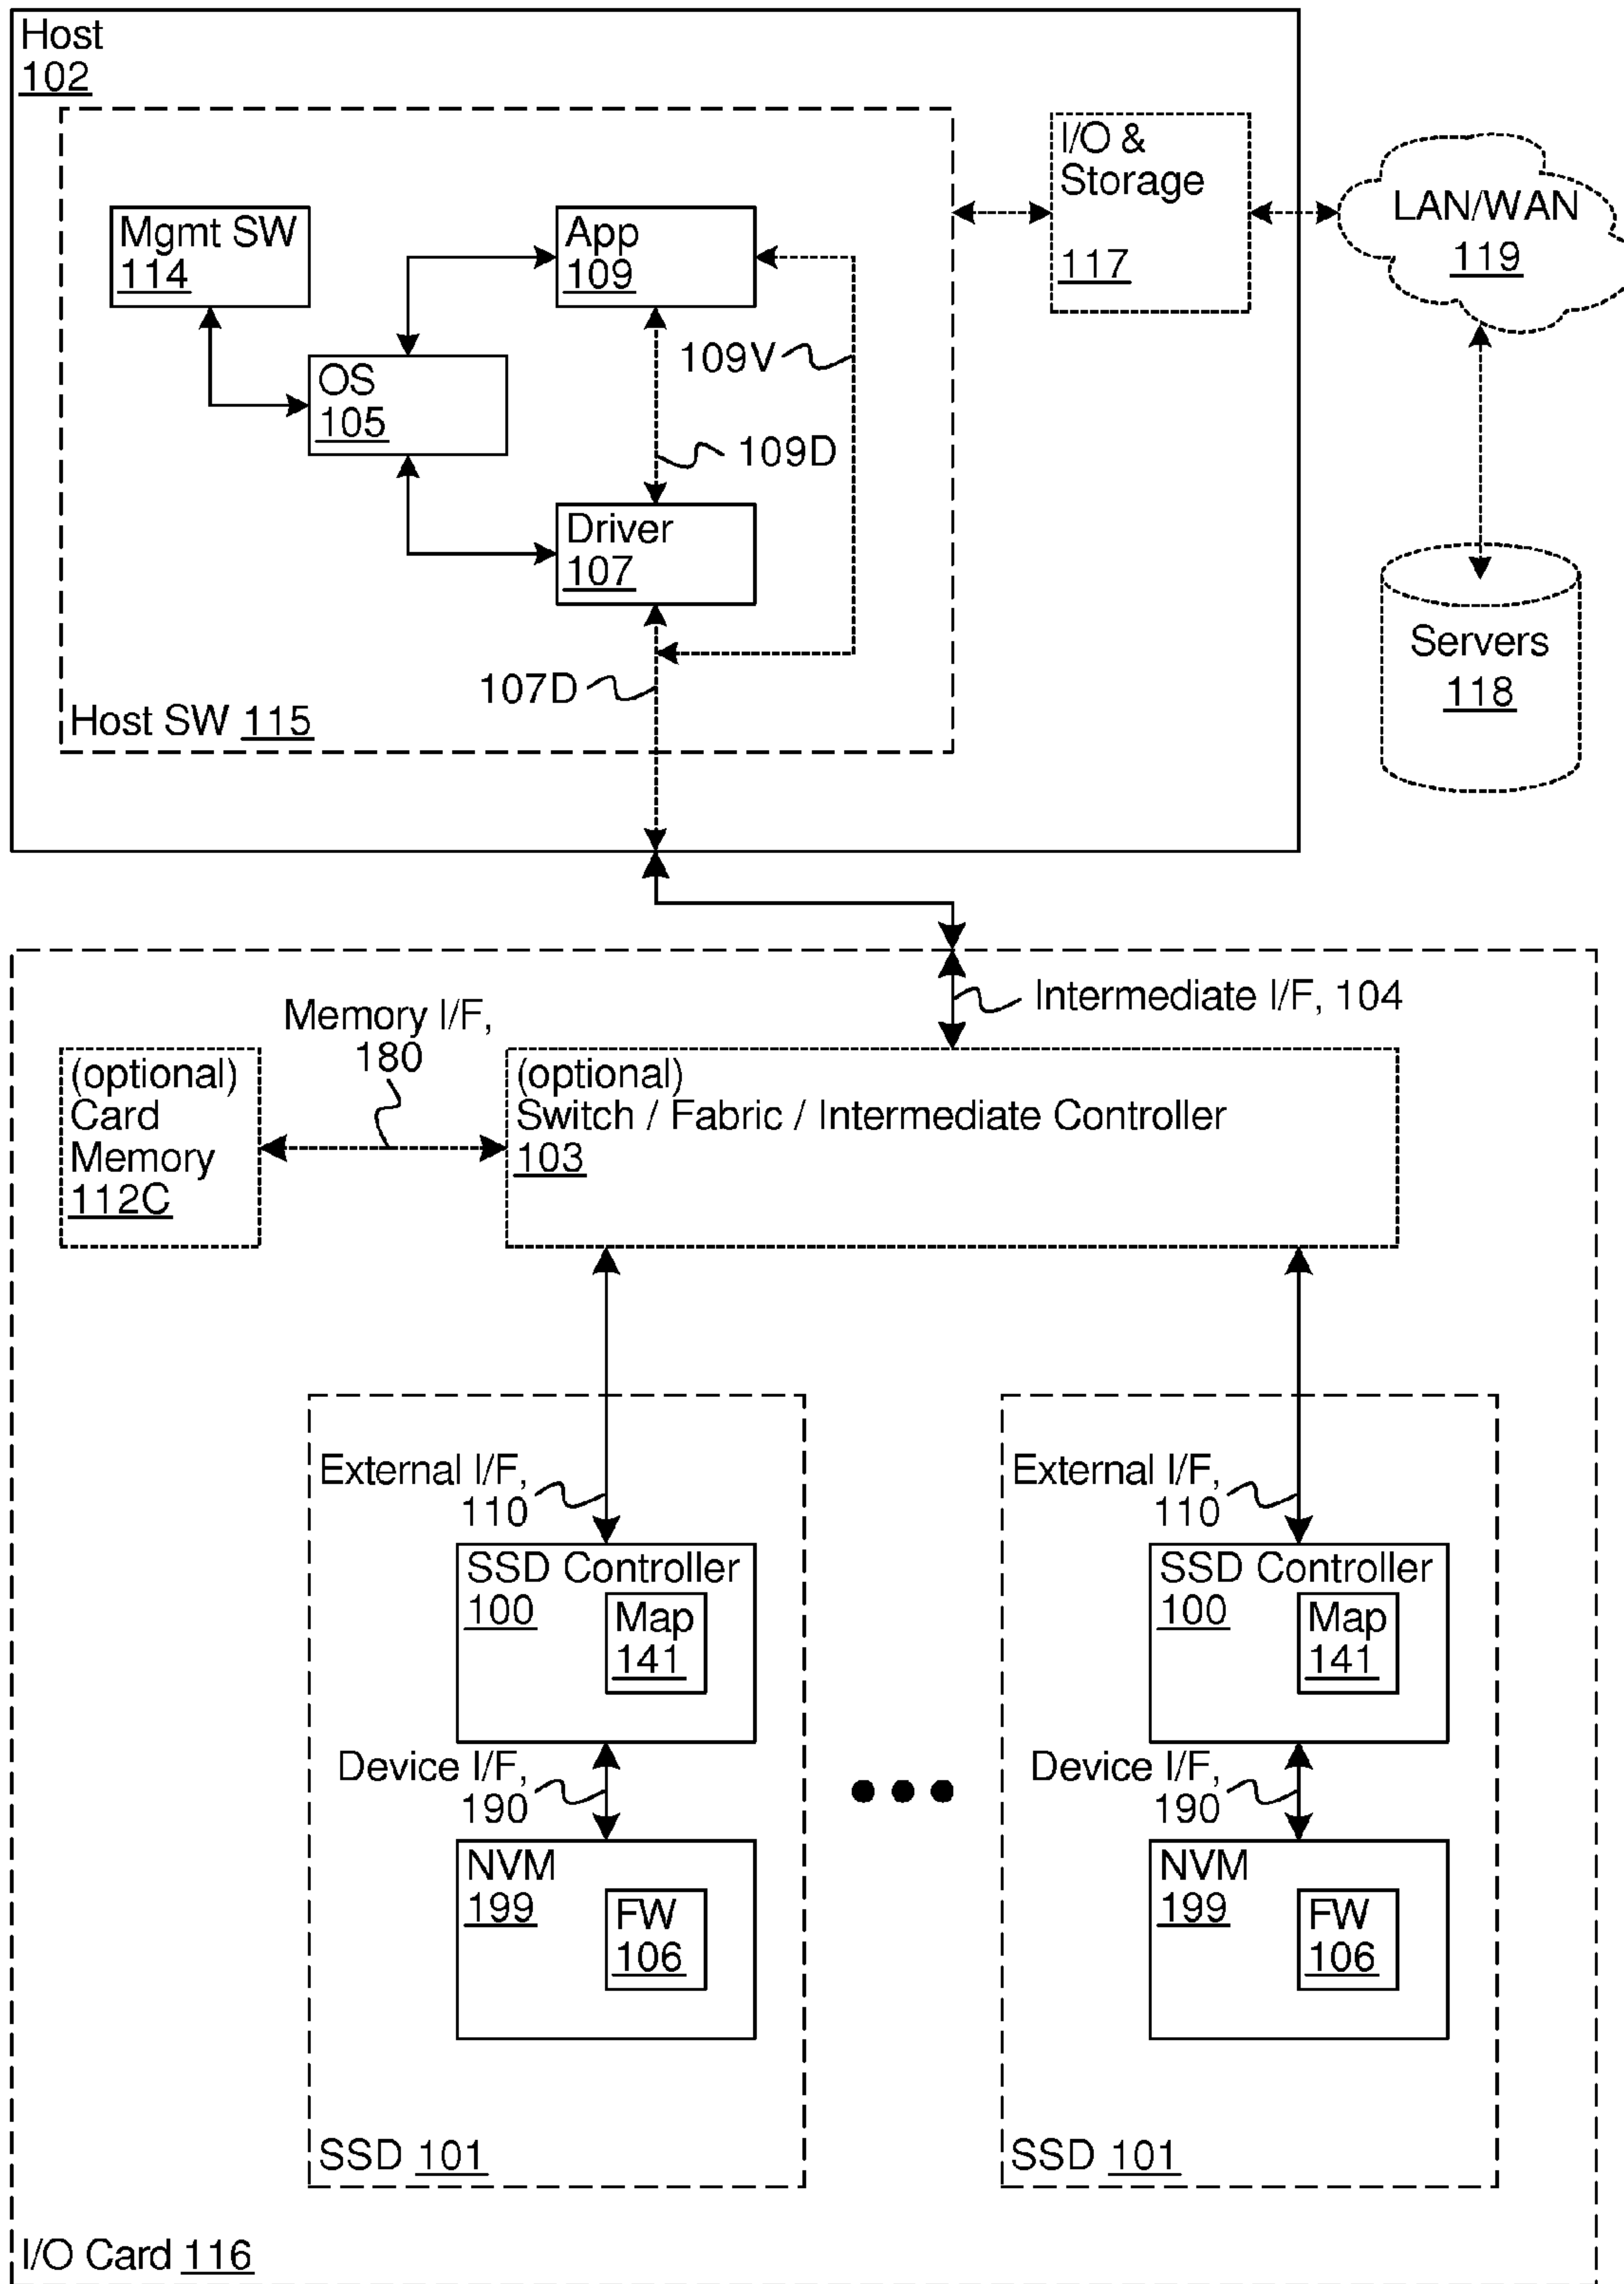 Host
102
I/O &
Storage
117
LAN/WAN
119
Mgmt SW
114
App
109
109V
OS
105
109D
Driver
107
Servers
118
107D
Host SW 115
Intermediate I/F, 104
Memory I/F,
180
(optional)
Card
Memory
112C
(optional)
Switch / Fabric / Intermediate Controller
103
External I/F,
110
SSD Controller
100
Map
141
Device I/F,
190
NVM
199
FW
106
SSD 101
External I/F,
110
SSD Controller
100
Map
141
Device I/F,
190
NVM
199
FW
106
SSD 101
I/O Card 116